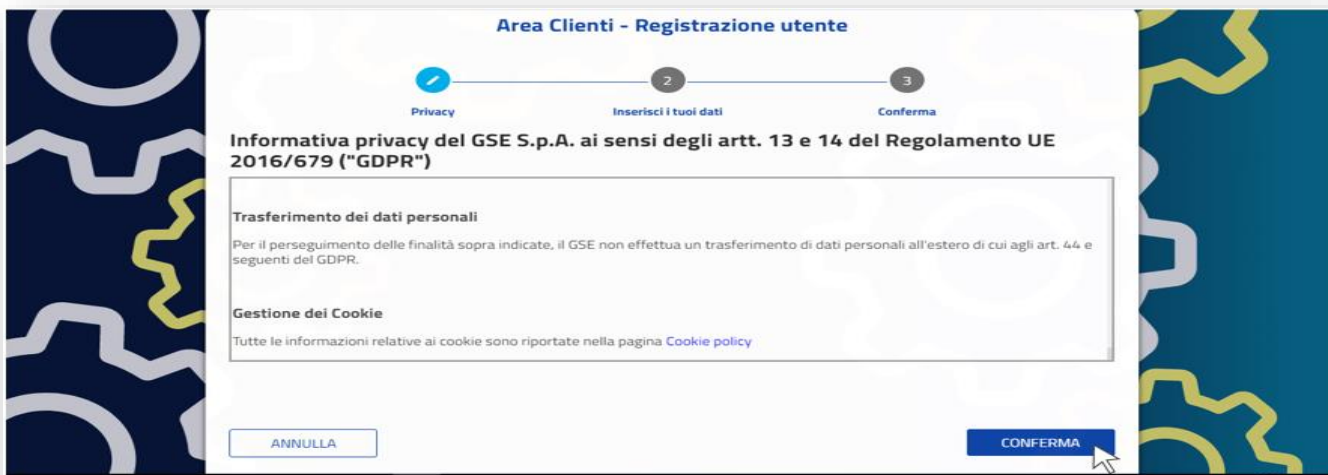 Area Clienti - Registrazione utente
2
3
Privacy
Inserisci i tuoi dati
Conferma
Informativa privacy del GSE S.p.A. ai sensi degli artt. 13 e 14 del Regolamento UE
2016/679 ("GDPR")
Trasferimento dei dati personali
Per il perseguimento delle finalità sopra indicate, il GSE non effettua un trasferimento di dati personali all'estero di cui agli art. 44 e
seguenti del GDPR.
Gestione dei Cookie
Tutte le informazioni relative ai cookie sono riportate nella pagina Cookie policy
ANNULLA
CONFERMA